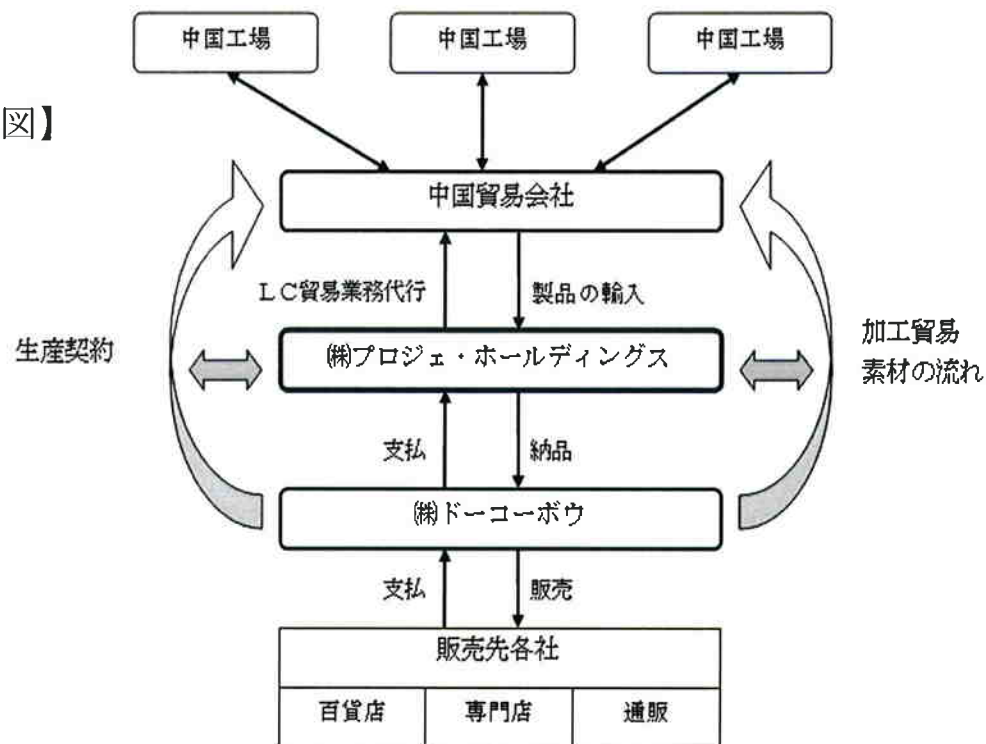 中国工場
中国工場
中国工場
図】
中国貿易会社
LC貿易業務代行
製品の輸入
生産契約
㈱プロジェ・ホールディングス
加工貿易
素材の流れ
支払
納品
㈱ドーコーボウ
支払
販売
販売先各社
百貨店
専門店
通販